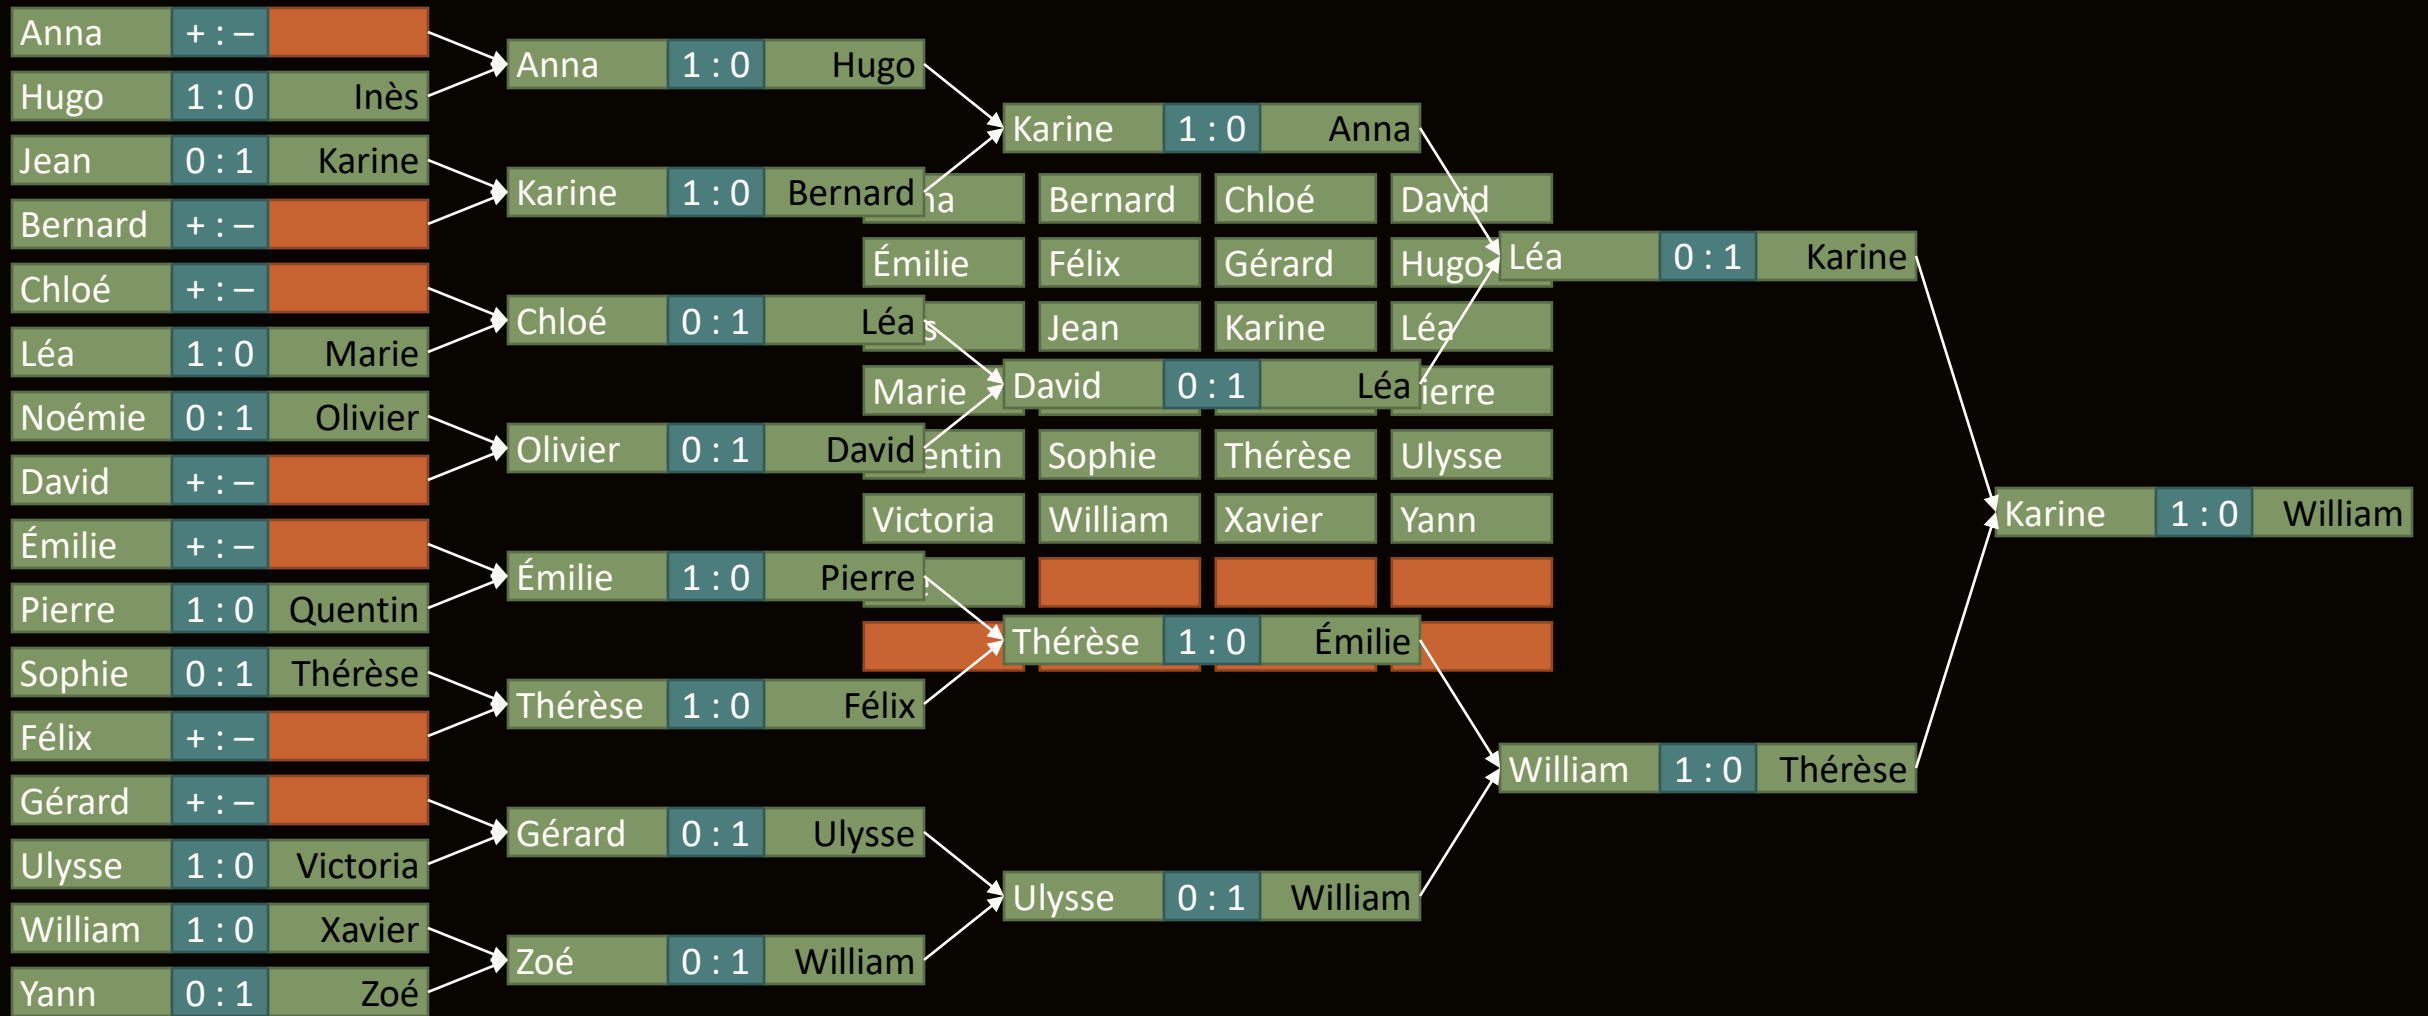 Anna + : –
Hugo 1 : 0 Inès
Jean 0 : 1 Karine
Bernard + : –
Chloé + : –
Léa 1 : 0 Marie
Noémie 0 : 1 Olivier
David + : –
Émilie + : –
Pierre 1 : 0 Quentin
Sophie 0 : 1 Thérèse
Félix + : –
Gérard + : –
Ulysse 1 : 0 Victoria
William 1 : 0 Xavier
Yann 0 : 1 Zoé
Anna 1 : 0 Hugo
Karine 1 : 0 Bernard
Chloé 0 : 1 Léa
Olivier 0 : 1 David
Émilie 1 : 0 Pierre
Thérèse 1 : 0 Félix
Gérard 0 : 1 Ulysse
Zoé 0 : 1 William
Bernard Chloé David
Émilie Félix Gérard Hugo
Jean Karine Léa
Marie
Sophie Thérèse Ulysse
Victoria William Xavier Yann
Karine 1 : 0 Anna
David 0 : 1 Léa
Thérèse 1 : 0 Émilie
Ulysse 0 : 1 William
Léa 0 : 1 Karine
William 1 : 0 Thérèse
Karine 1 : 0 William